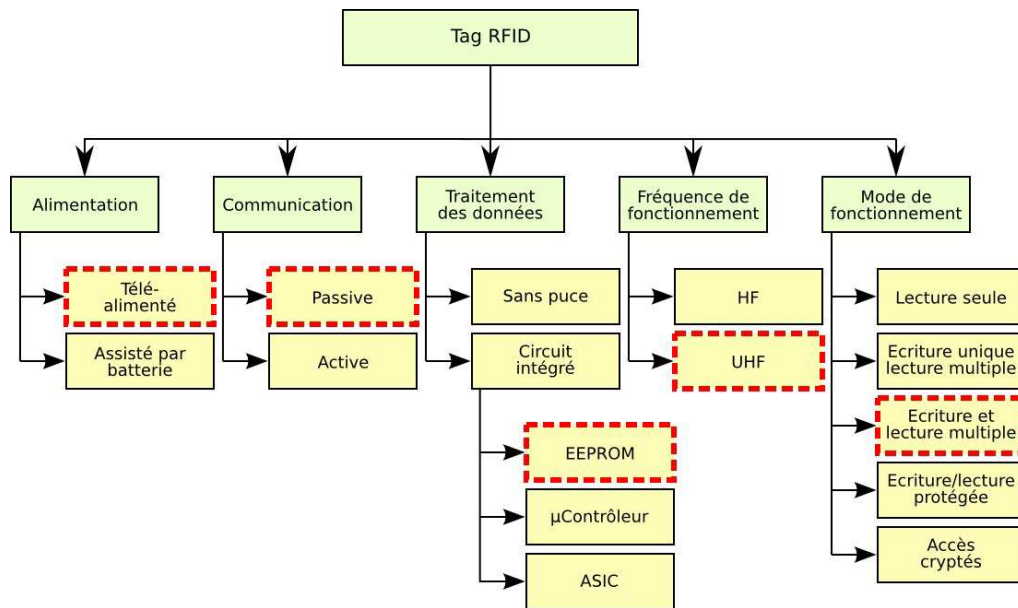 Tag RFID
Alimentation
Communication
Traitement
des données
Fréquence de
fonctionnement
Mode de
fonctionnement
Télé-
alimenté
Assisté par
batterie
Passive
Active
Sans puce
Circuit
intégré
EEPROM
µContrôleur
ASIC
HF
UHF
Lecture seule
Ecriture unique
lecture multiple
Ecriture et
lecture multiple
Ecriture/lecture
protégée
Accès
cryptés